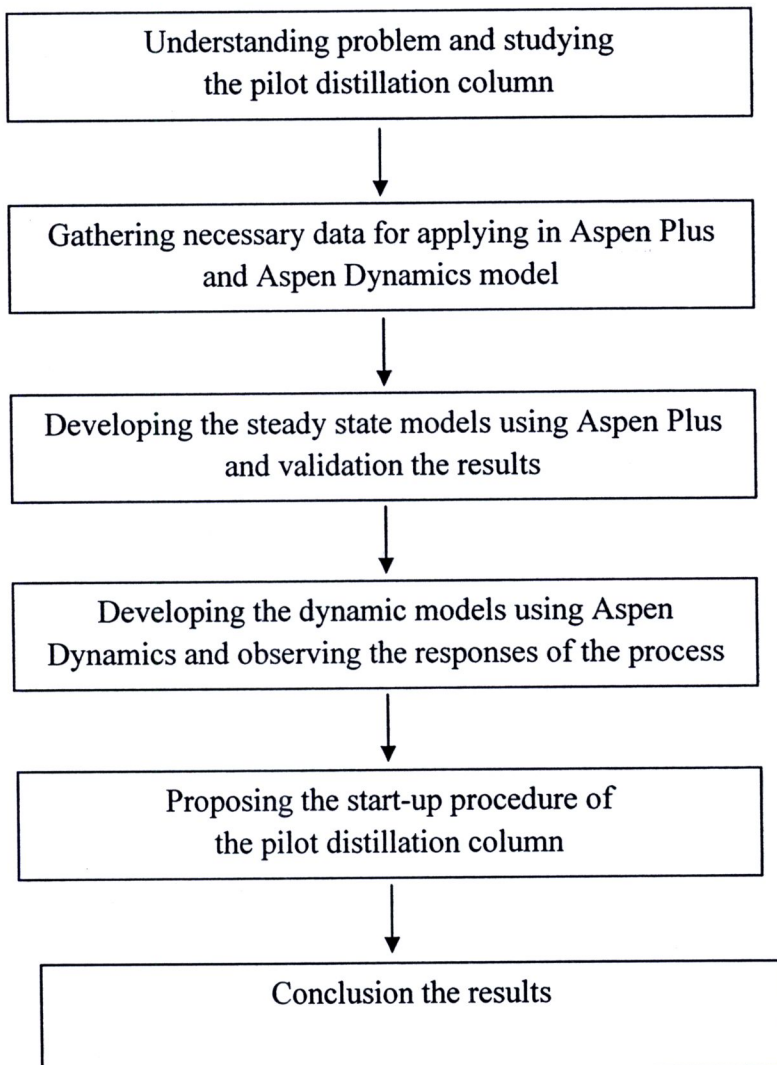 Understanding problem and studying
the pilot distillation column
Gathering necessary data for applying in Aspen Plus
and Aspen Dynamics model
Developing the steady state models using Aspen Plus
and validation the results
Developing the dynamic models using Aspen
Dynamics and observing the responses of the process
Proposing the start-up procedure of
the pilot distillation column
Conclusion the results